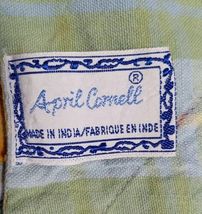 April Cornell ®
MADE IN INDIA/FABRIQUE EN INDE